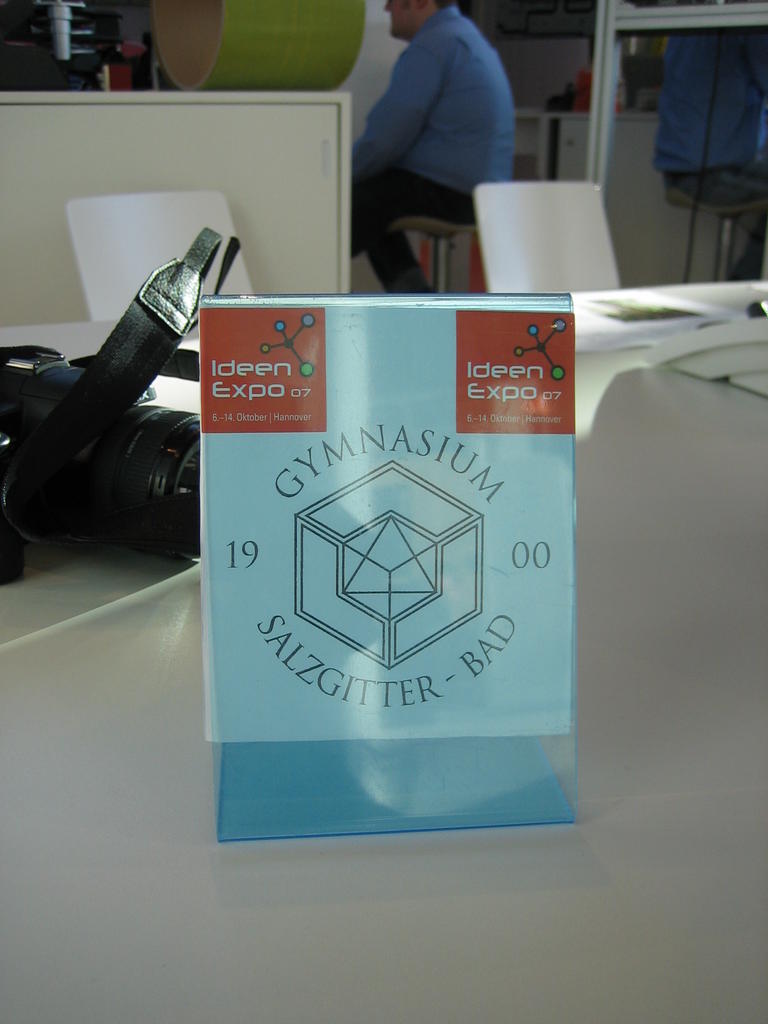 Ideen
Expo 07
6.–14. Oktober | Hannover
Ideen
Expo 07
6.–14. Oktober | Hannover
GYMNASIUM
19 00
SALZGITTER - BAD